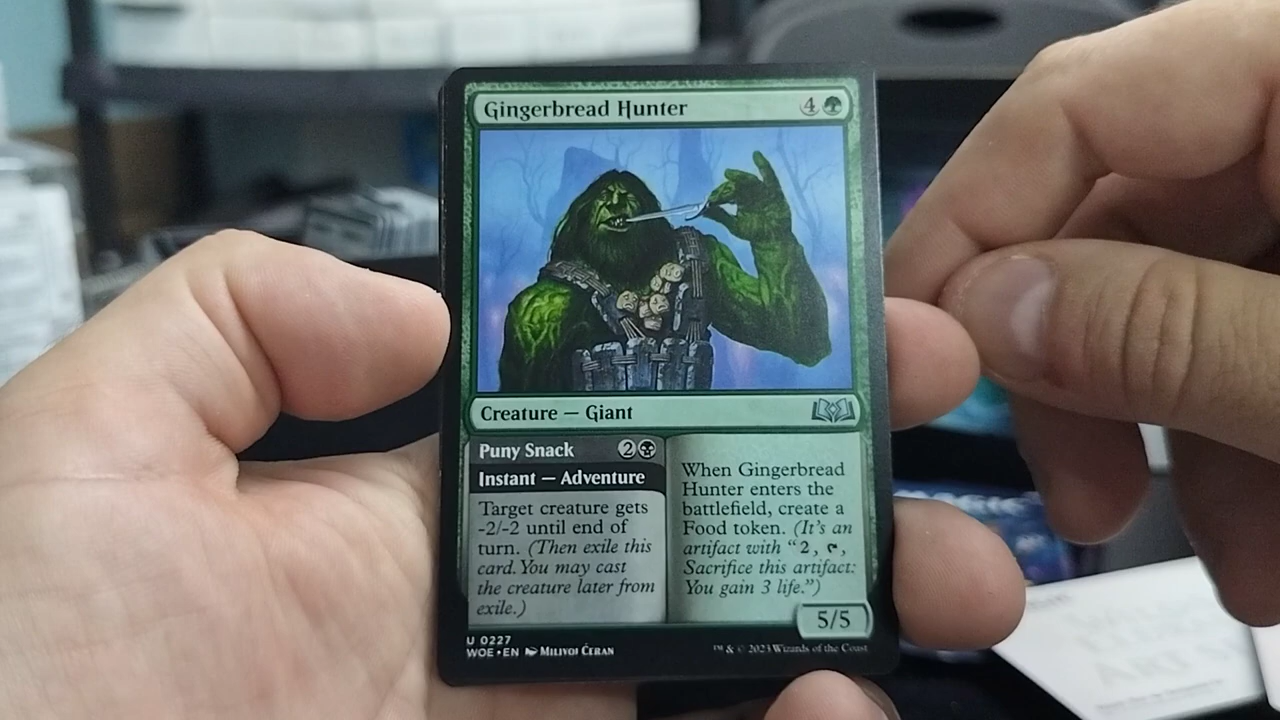 Gingerbread Hunter 4
Creature — Giant
Puny Snack 2
Instant — Adventure
Target creature gets
-2/-2 until end of
turn. (Then exile this
card. You may cast
the creature later from
exile.)
When Gingerbread
Hunter enters the
battlefield, create a
Food token. (It's an
artifact with “2, , 
Sacrifice this artifact:
You gain 3 life.”)
5/5
U 0227
WOE • EN MILIVOJ ĆERAN
™ & © 2023 Wizards of the Coast